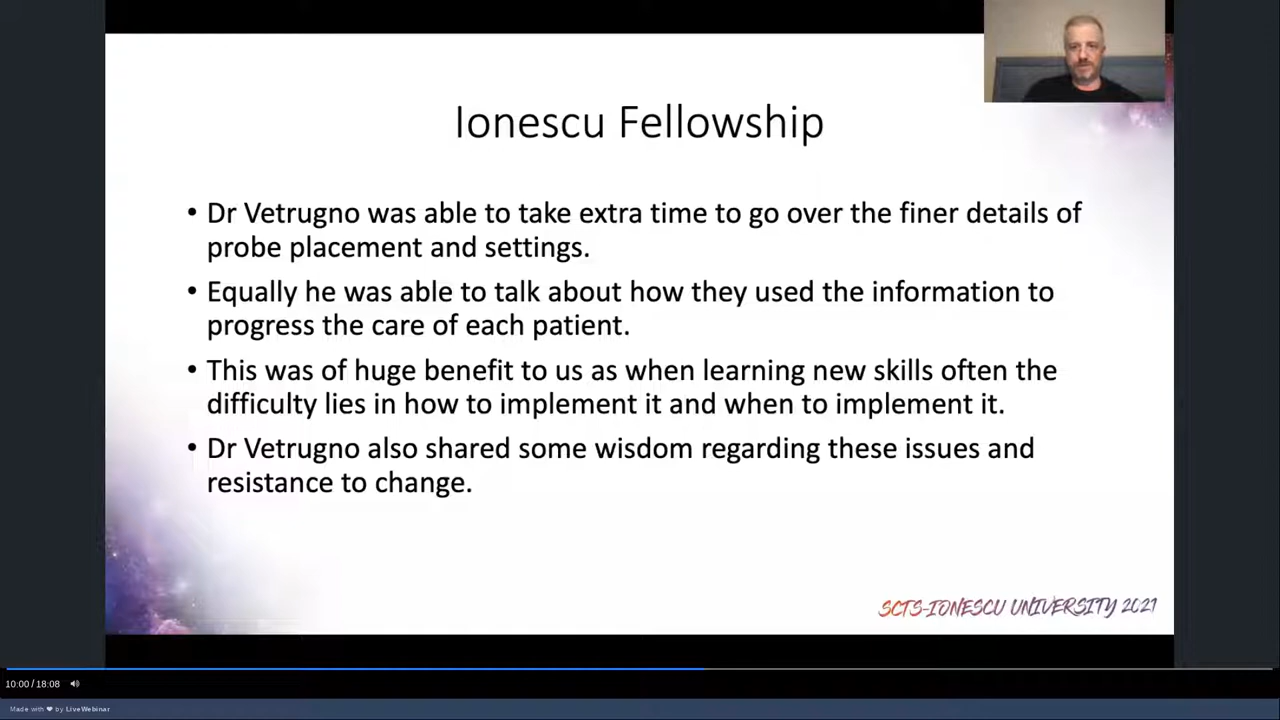 Ionescu Fellowship
• Dr Vetrugno was able to take extra time to go over the finer details of
probe placement and settings.
• Equally he was able to talk about how they used the information to
progress the care of each patient.
• This was of huge benefit to us as when learning new skills often the
difficulty lies in how to implement it and when to implement it.
• Dr Vetrugno also shared some wisdom regarding these issues and
resistance to change.
SCTS-IONESCU UNIVERSITY 2021
10:00 / 18:08
Made with ❤ by LiveWebinar